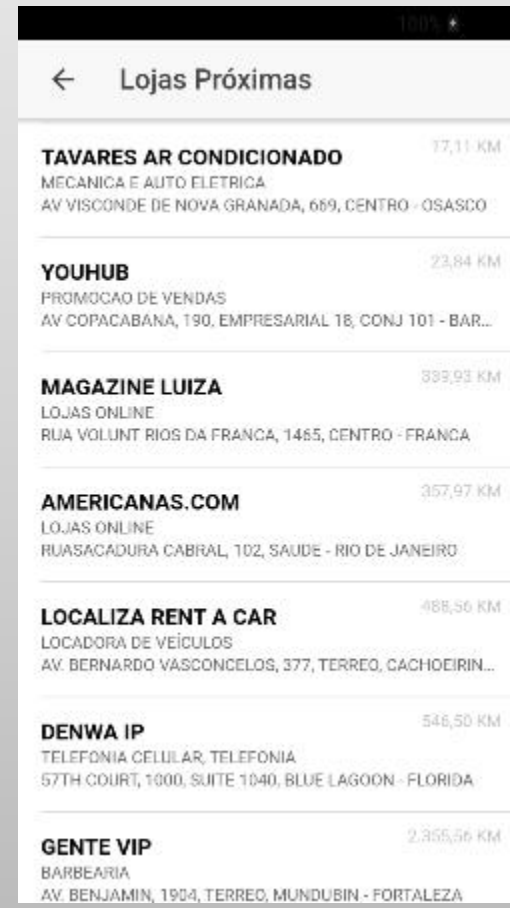 100%
Lojas Próximas
TAVARES AR CONDICIONADO
17,11 KM
MECANICA E AUTO ELETRICA
AV VISCONDE DE NOVA GRANADA, 669, CENTRO - OSASCO
YOUHUB
23,84 KM
PROMOCAO DE VENDAS
AV COPACABANA, 190, EMPRESARIAL 18, CONJ 101 - BAR...
MAGAZINE LUIZA
339,93 KM
LOJAS ONLINE
RUA VOLUNT RIOS DA FRANCA, 1465, CENTRO - FRANCA
AMERICANAS.COM
357,97 KM
LOJAS ONLINE
RUASACADURA CABRAL, 102, SAUDE - RIO DE JANEIRO
LOCALIZA RENT A CAR
488,56 KM
LOCADORA DE VEÍCULOS
AV. BERNARDO VASCONCELOS, 377, TERREO, CACHOEIRIN...
DENWA IP
546,50 KM
TELEFONIA CELULAR, TELEFONIA
57TH COURT, 1000, SUITE 1040, BLUE LAGOON - FLORIDA
GENTE VIP
2.355,56 KM
BARBEARIA
AV. BENJAMIN, 1904, TERREO, MUNDUBIN - FORTALEZA